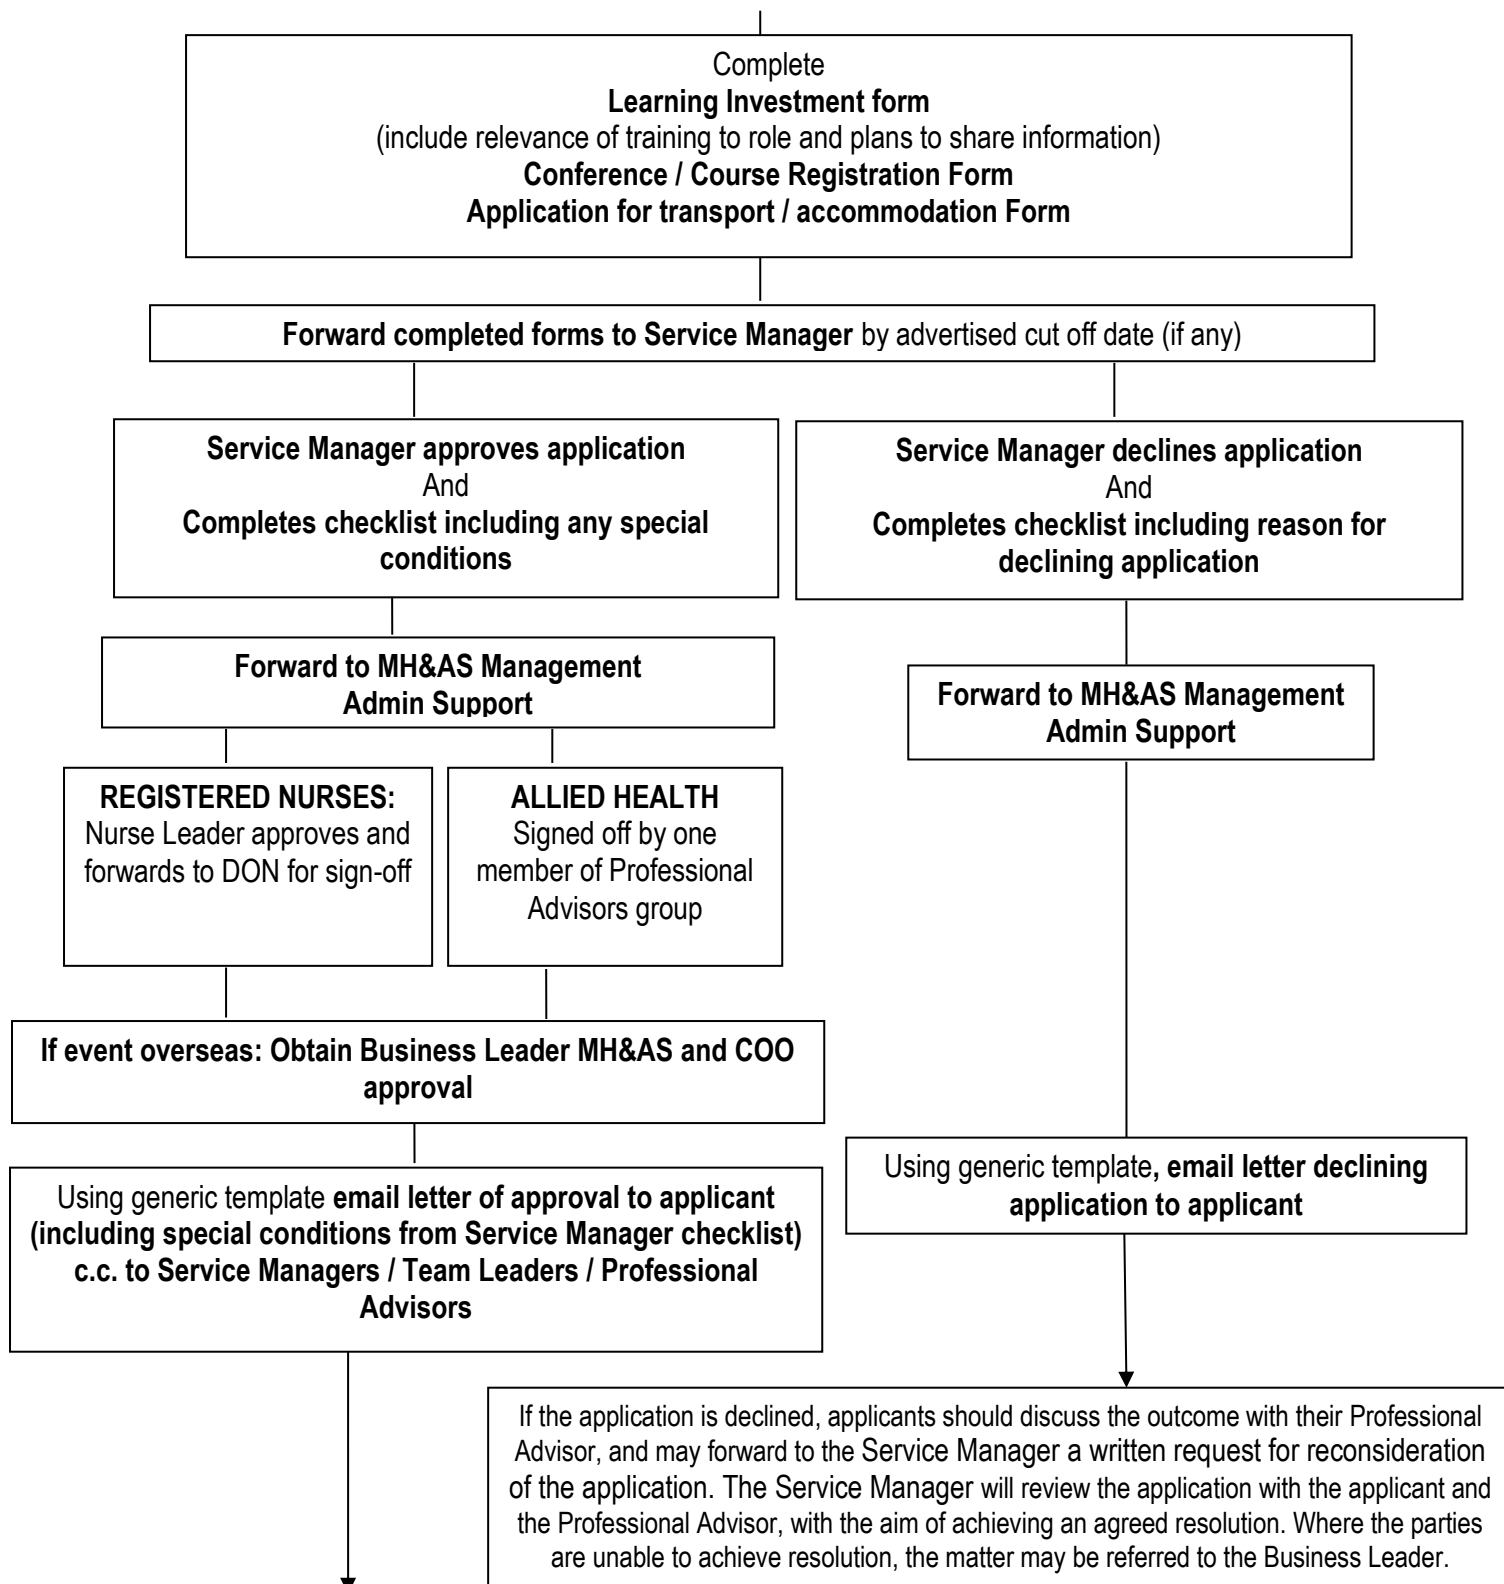 Complete
Learning Investment form
(include relevance of training to role and plans to share information)
Conference / Course Registration Form
Application for transport / accommodation Form
Forward completed forms to Service Manager by advertised cut off date (if any)
Service Manager approves application
And
Completes checklist including any special
conditions
Service Manager declines application
And
Completes checklist including reason for
declining application
Forward to MH&AS Management
Admin Support
Forward to MH&AS Management
Admin Support
REGISTERED NURSES:
Nurse Leader approves and
forwards to DON for sign-off
ALLIED HEALTH
Signed off by one
member of Professional
Advisors group
If event overseas: Obtain Business Leader MH&AS and COO
approval
Using generic template email letter of approval to applicant
(including special conditions from Service Manager checklist)
c.c. to Service Managers / Team Leaders / Professional
Advisors
Using generic template, email letter declining
application to applicant
If the application is declined, applicants should discuss the outcome with their Professional
Advisor, and may forward to the Service Manager a written request for reconsideration
of the application. The Service Manager will review the application with the applicant and
the Professional Advisor, with the aim of achieving an agreed resolution. Where the parties
are unable to achieve resolution, the matter may be referred to the Business Leader.